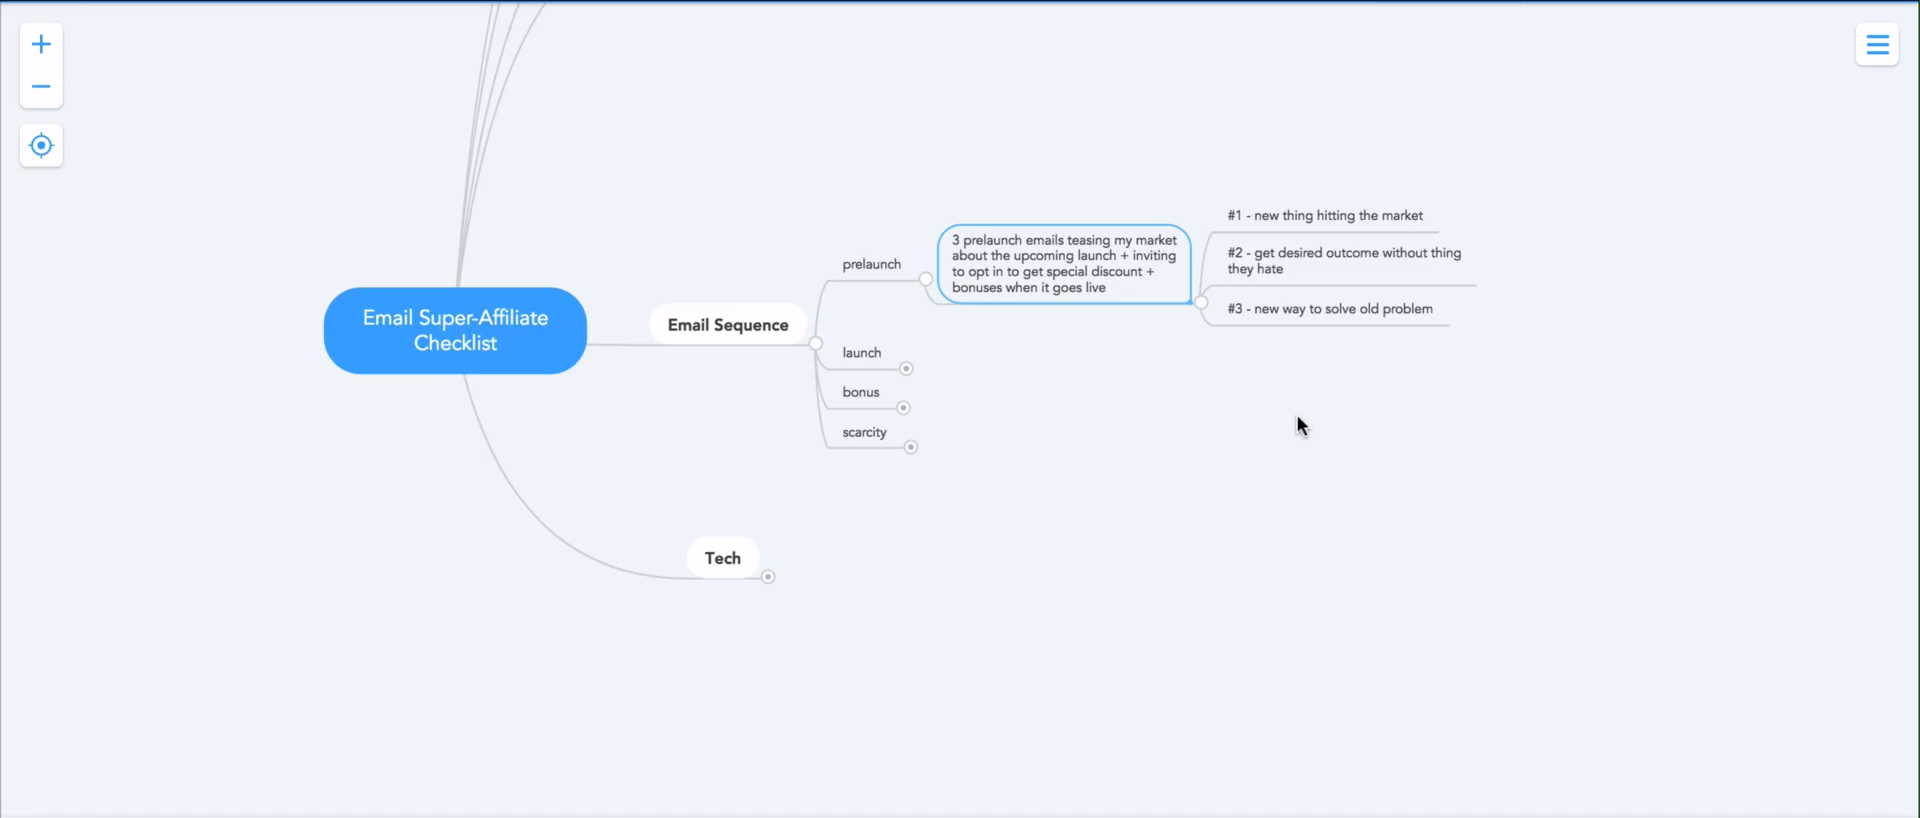 Email Super-Affiliate
Checklist
Email Sequence
prelaunch
3 prelaunch emails teasing my market
about the upcoming launch + inviting
to opt in to get special discount +
bonuses when it goes live
#1 - new thing hitting the market
#2 - get desired outcome without thing
they hate
#3 - new way to solve old problem
launch
bonus
scarcity
Tech